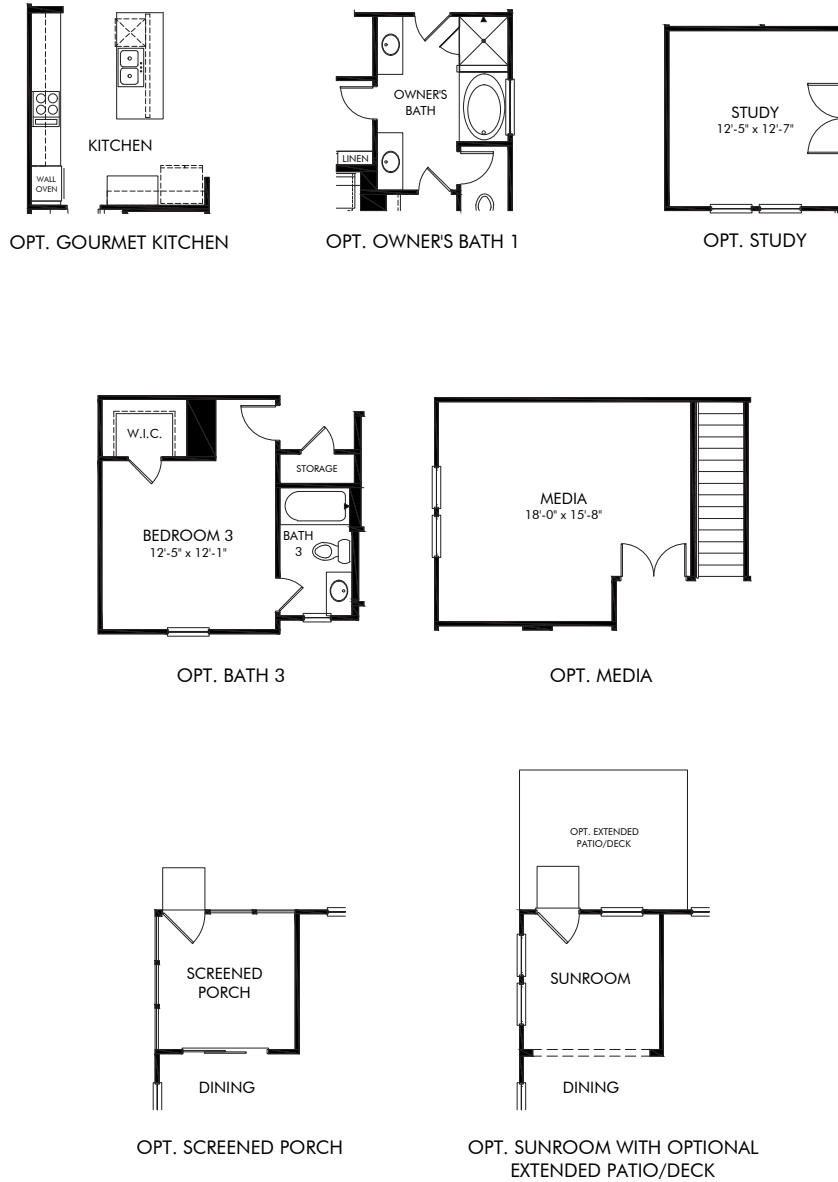 KITCHEN
WALL
OVEN
OPT. GOURMET KITCHEN
OWNER'S
BATH
LINEN
OPT. OWNER'S BATH 1
STUDY
12'-5" x 12'-7"
OPT. STUDY
W.I.C.
STORAGE
BEDROOM 3
12'-5" x 12'-1"
BATH
3
OPT. BATH 3
MEDIA
18'-0" x 15'-8"
OPT. MEDIA
SCREENED
PORCH
DINING
OPT. SCREENED PORCH
OPT. EXTENDED
PATIO/DECK
SUNROOM
DINING
OPT. SUNROOM WITH OPTIONAL
EXTENDED PATIO/DECK